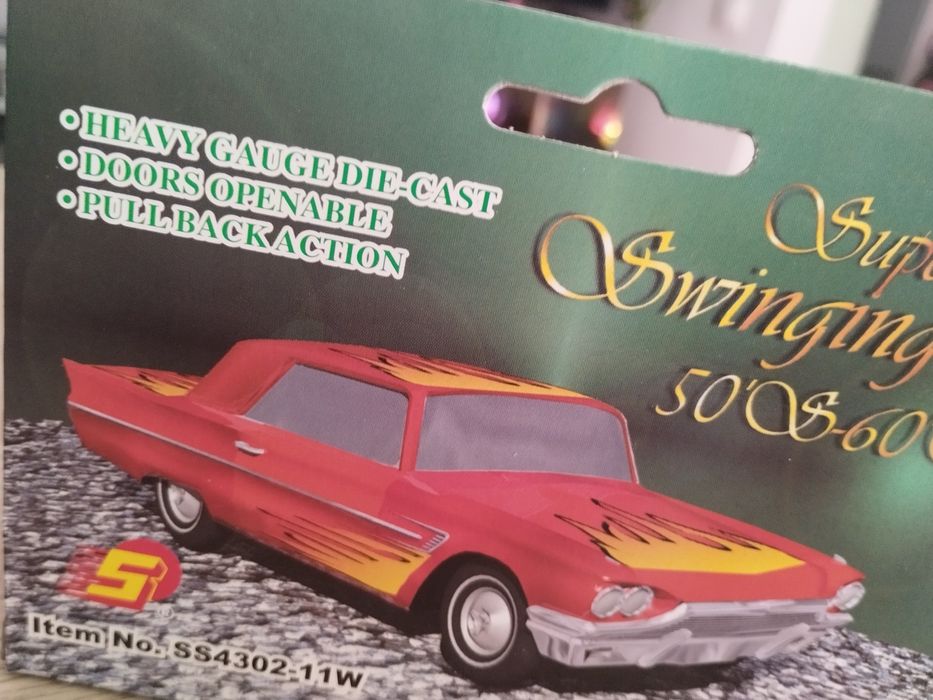 • HEAVY GAUGE DIE-CAST
• DOORS OPENABLE
• PULL BACK ACTION
Swinging
50'S-60
Item No. SS4302-11W